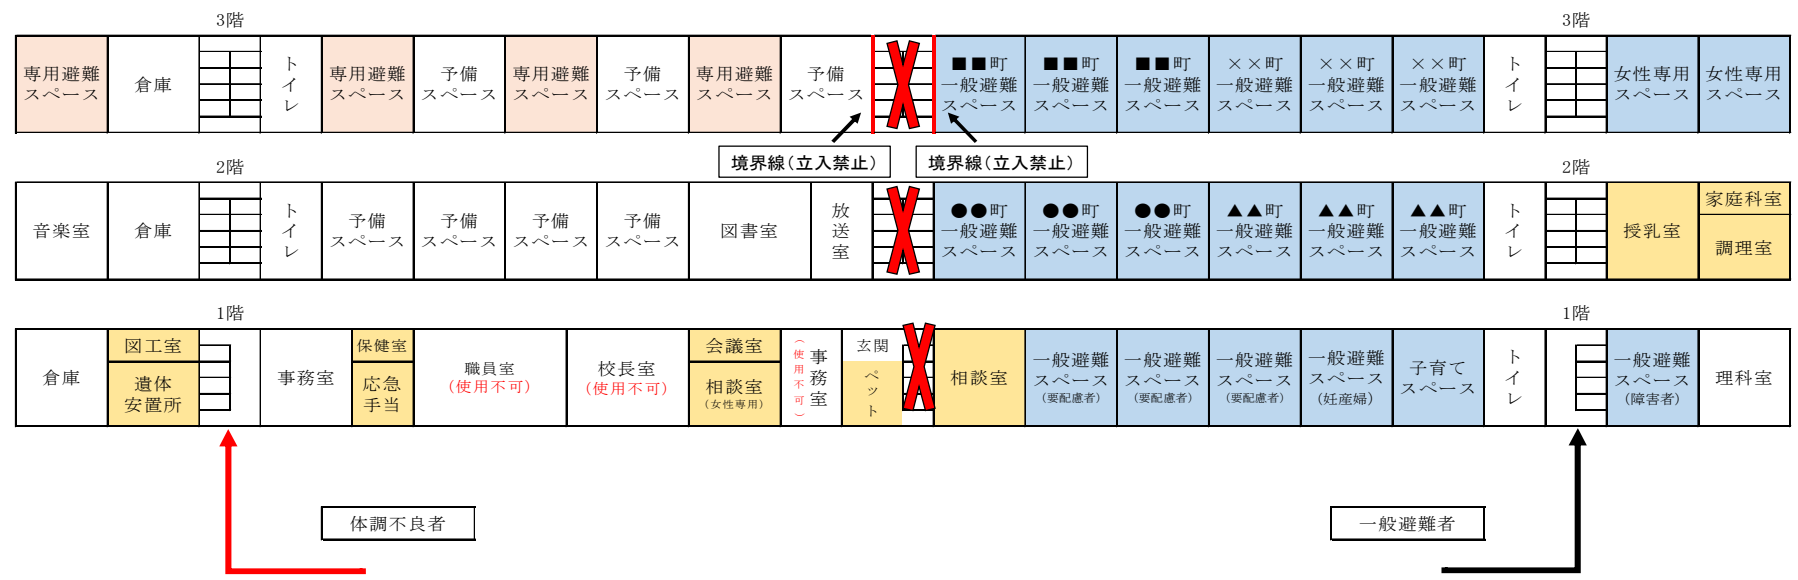 3階
3階
専用避難
スペース
倉庫
トイレ
専用避難
スペース
予備
スペース
専用避難
スペース
予備
スペース
専用避難
スペース
予備
スペース
■■町
一般避難
スペース
■■町
一般避難
スペース
■■町
一般避難
スペース
××町
一般避難
スペース
××町
一般避難
スペース
××町
一般避難
スペース
トイレ
女性専用
スペース
女性専用
スペース
境界線(立入禁止)
境界線(立入禁止)
2階
2階
音楽室
倉庫
トイレ
予備
スペース
予備
スペース
予備
スペース
予備
スペース
図書室
放送室
●●町
一般避難
スペース
●●町
一般避難
スペース
●●町
一般避難
スペース
▲▲町
一般避難
スペース
▲▲町
一般避難
スペース
▲▲町
一般避難
スペース
トイレ
授乳室
家庭科室
調理室
1階
1階
倉庫
図工室
遺体
安置所
事務室
保健室
応急
手当
職員室
(使用不可)
校長室
(使用不可)
会議室
相談室
(女性専用)
事務室
(使用不可)
玄関
ペット
相談室
一般避難
スペース
(要配慮者)
一般避難
スペース
(要配慮者)
一般避難
スペース
(要配慮者)
一般避難
スペース
(妊産婦)
子育て
スペース
トイレ
一般避難
スペース
(障害者)
理科室
体調不良者
一般避難者